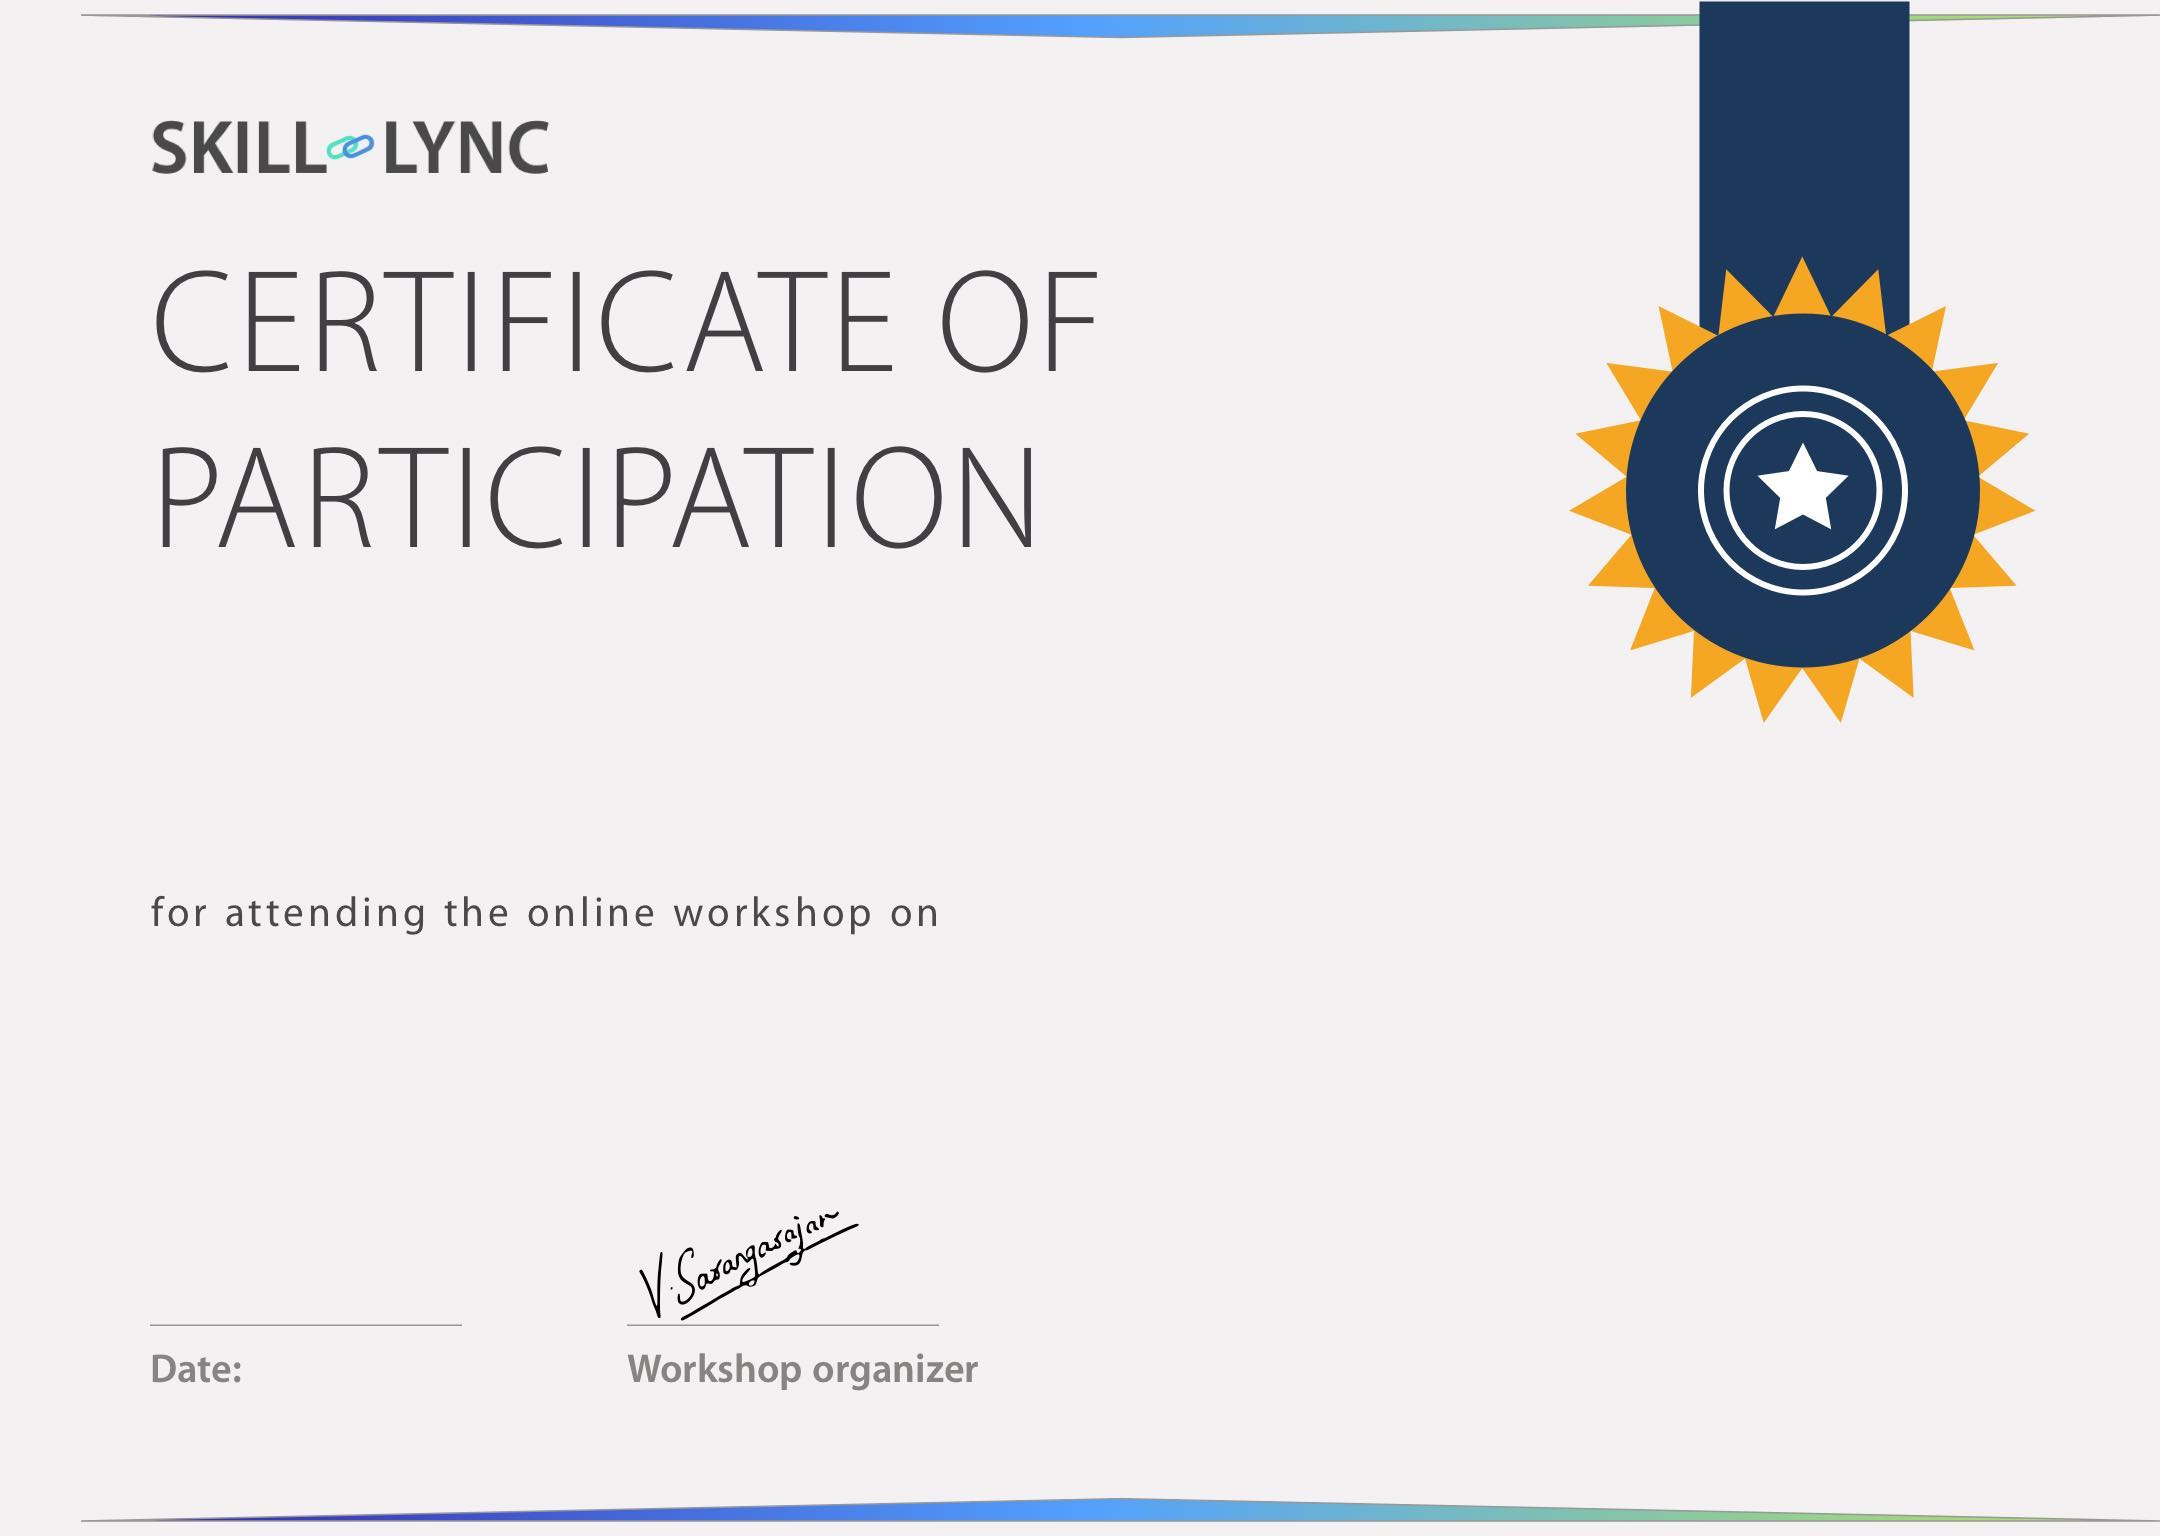 SKILL LYNC
CERTIFICATE OF
PARTICIPATION
for attending the online workshop on
V. Sarangarajan
Date:
Workshop organizer